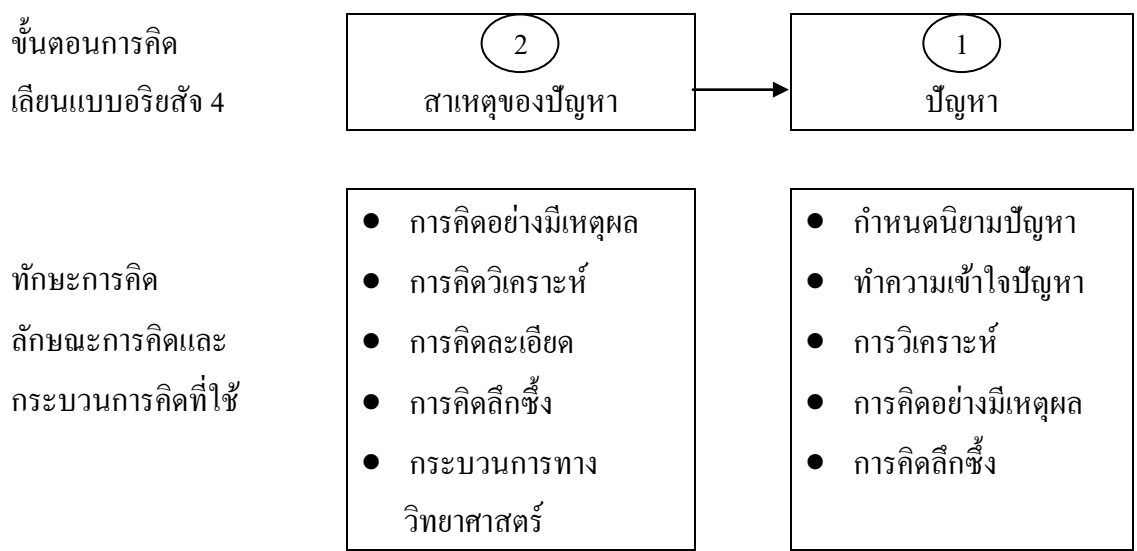 ขั้นตอนการคิด
เลียนแบบอริยสัจ 4
2
สาเหตุของปัญหา
1
ปัญหา
ทักษะการคิด
ลักษณะการคิดและ
กระบวนการคิดที่ใช้
● การคิดอย่างมีเหตุผล
● การคิดวิเคราะห์
● การคิดละเอียด
● การคิดลึกซึ้ง
● กระบวนการทาง
วิทยาศาสตร์
● กำหนดนิยามปัญหา
● ทำความเข้าใจปัญหา
● การวิเคราะห์
● การคิดอย่างมีเหตุผล
● การคิดลึกซึ้ง